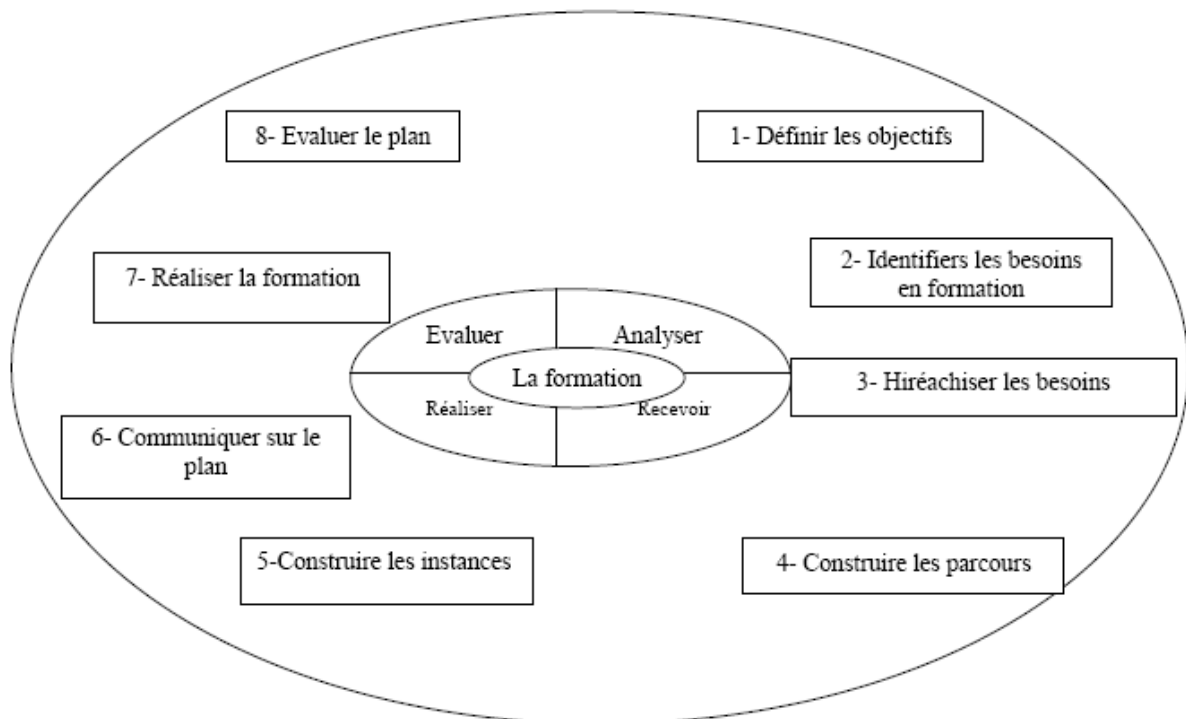 8- Evaluer le plan
1- Définir les objectifs
7- Réaliser la formation
2- Identifiers les besoins
en formation
Evaluer
Analyser
La formation
3- Hiréachiser les besoins
Réaliser
Recevoir
6- Communiquer sur le
plan
5-Construire les instances
4- Construire les parcours